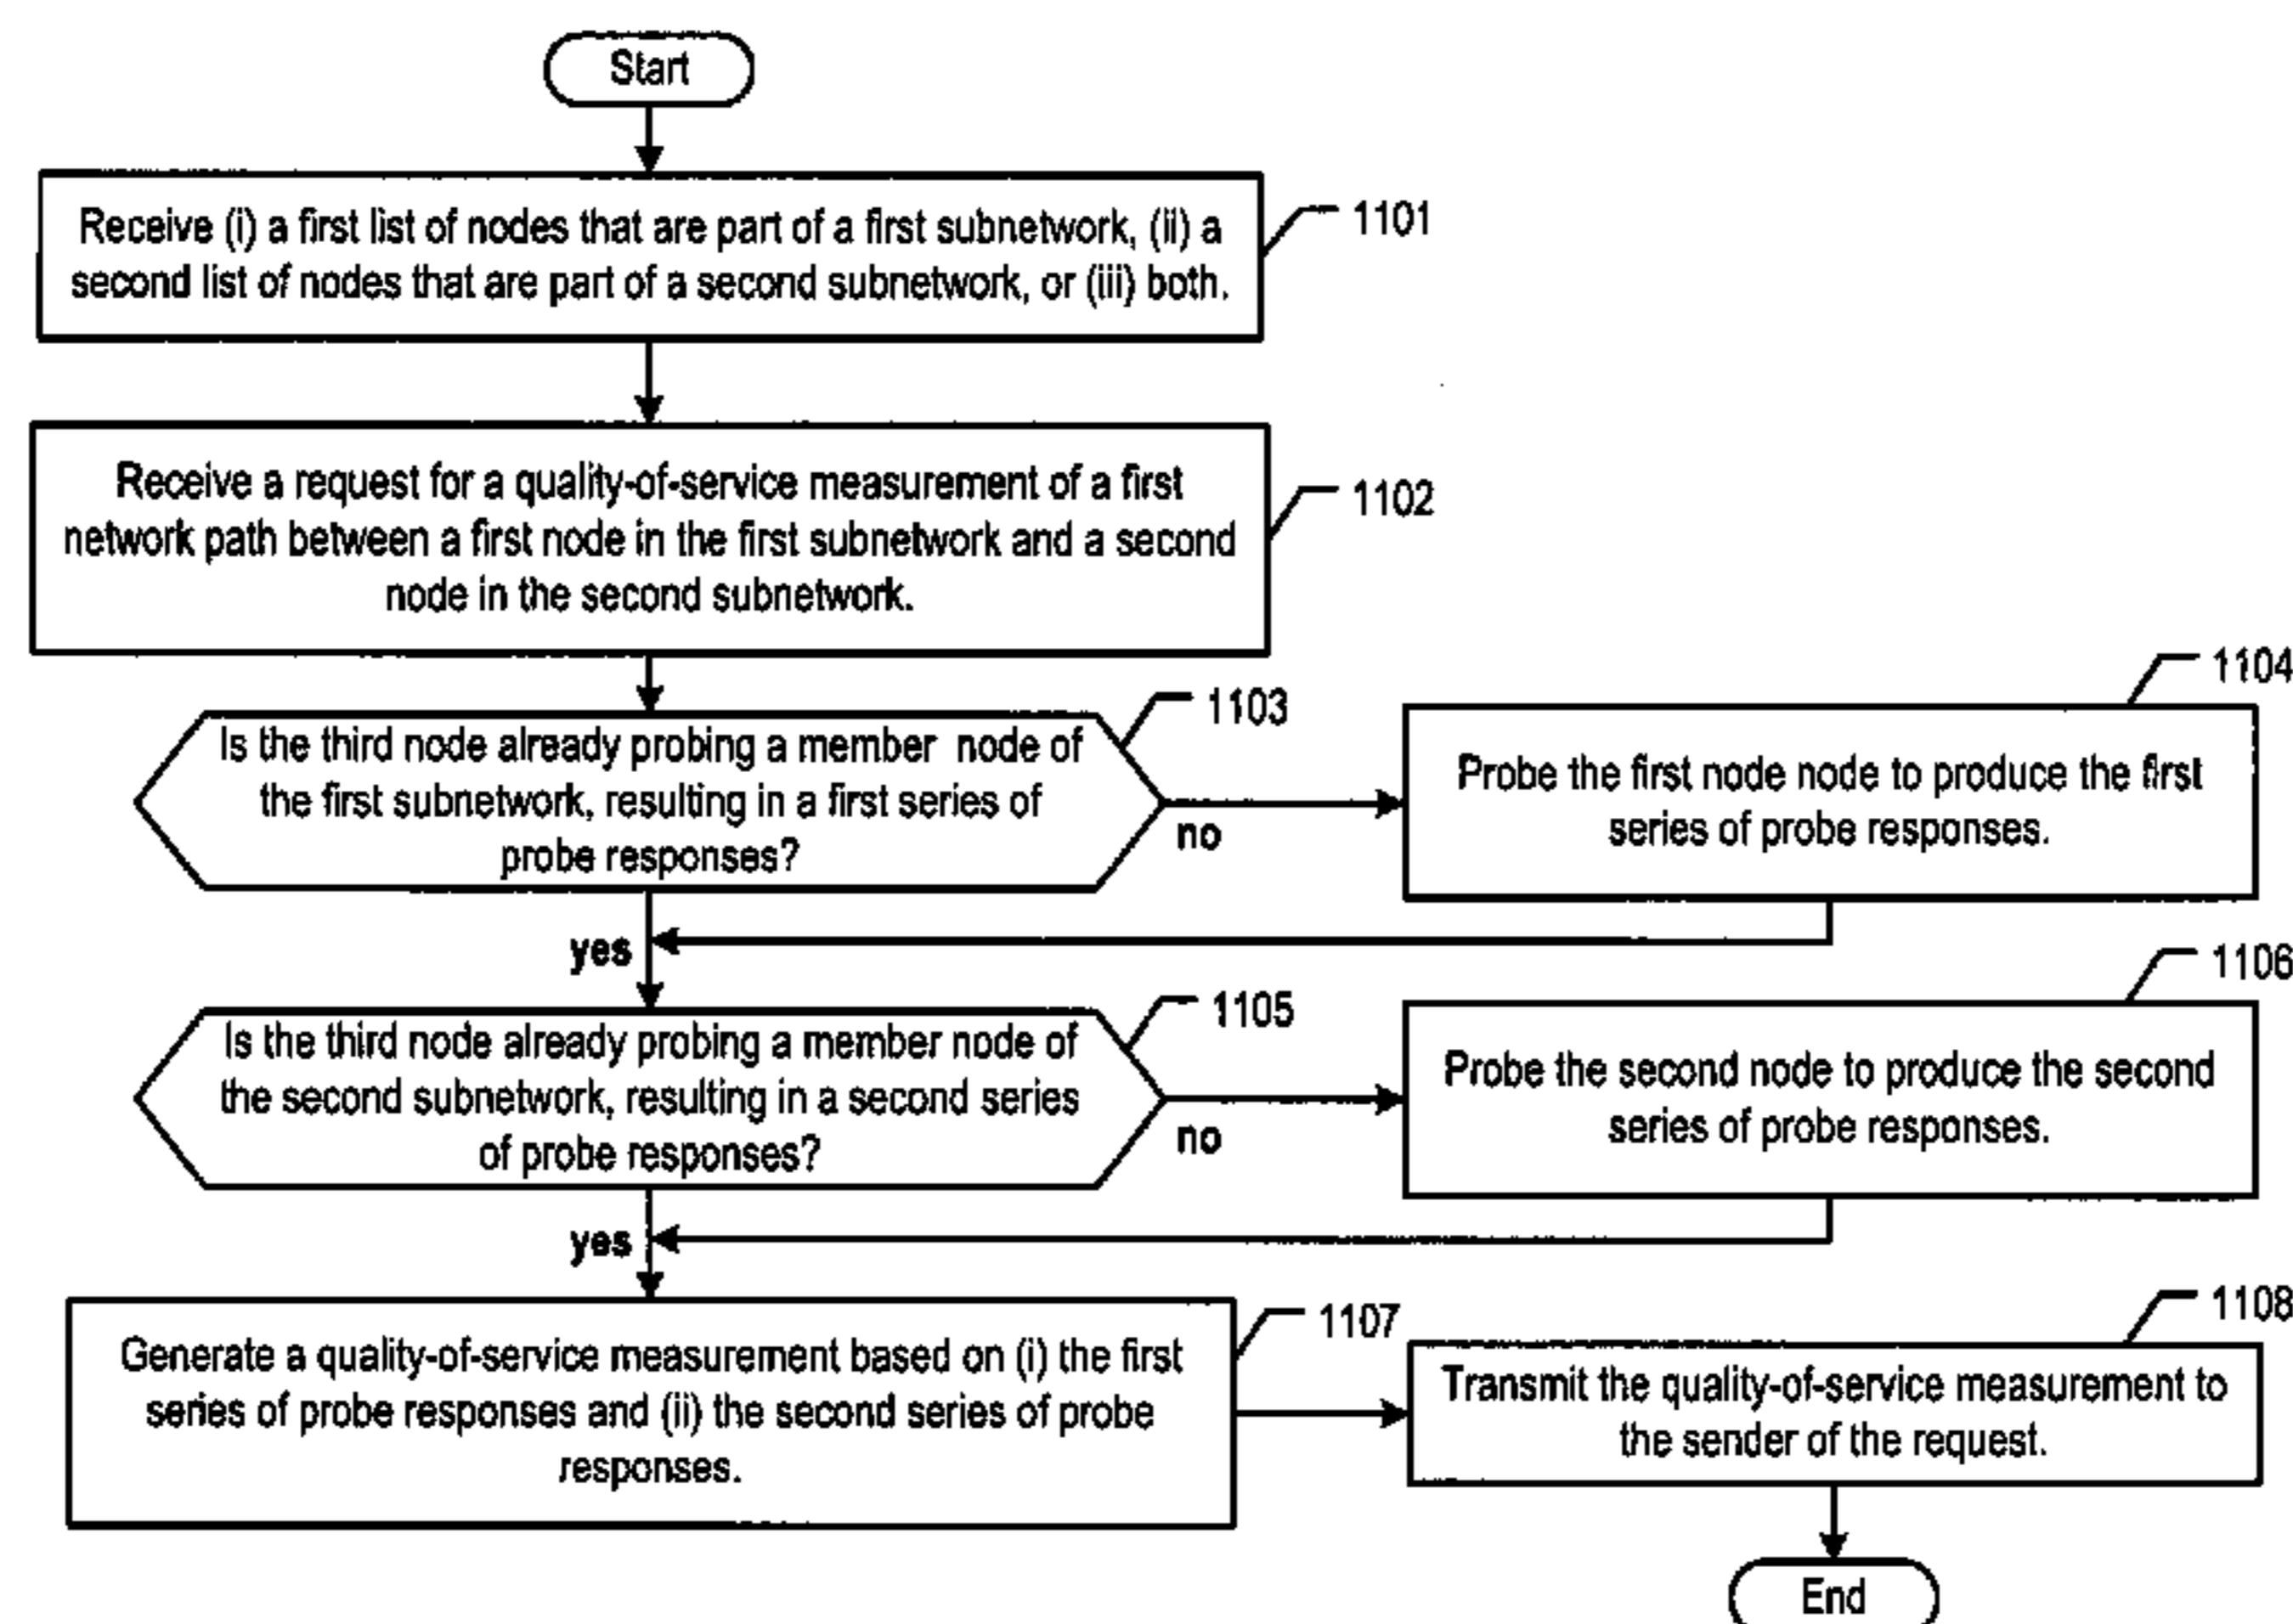 Start
Receive (i) a first list of nodes that are part of a first subnetwork, (ii) a
second list of nodes that are part of a second subnetwork, or (iii) both.
1101
Receive a request for a quality-of-service measurement of a first
network path between a first node in the first subnetwork and a second
node in the second subnetwork.
1102
Is the third node already probing a member node of
the first subnetwork, resulting in a first series of
probe responses?
1103
no
yes
Probe the first node node to produce the first
series of probe responses.
1104
Is the third node already probing a member node of
the second subnetwork, resulting in a second series
of probe responses?
1105
no
yes
Probe the second node to produce the second
series of probe responses.
1106
Generate a quality-of-service measurement based on (i) the first
series of probe responses and (ii) the second series of probe
responses.
1107
Transmit the quality-of-service measurement to
the sender of the request.
1108
End